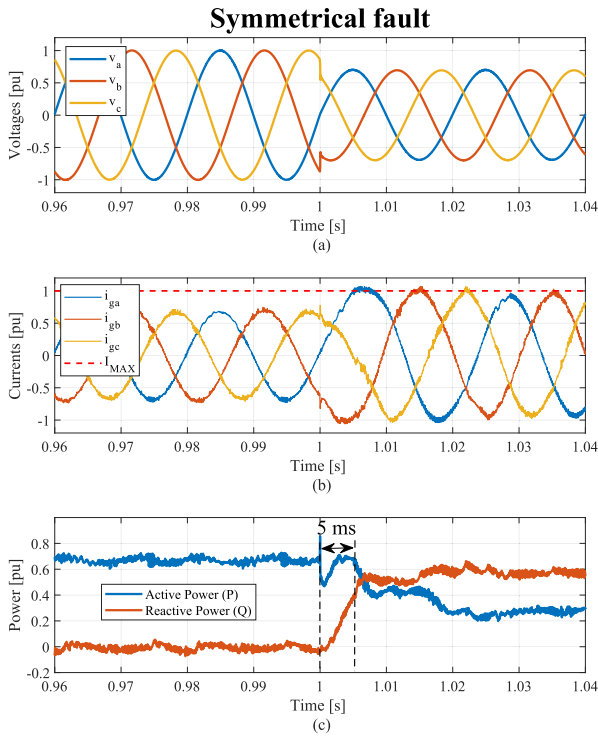 Symmetrical fault
1
0.5
0
-0.5
-1
Voltages [pu]
v_a
v_b
v_c
0.96 0.97 0.98 0.99 1 1.01 1.02 1.03 1.04
Time [s]
(a)
1
0.5
0
-0.5
-1
Currents [pu]
i_ga
i_gb
i_gc
I_MAX
0.96 0.97 0.98 0.99 1 1.01 1.02 1.03 1.04
Time [s]
(b)
5 ms
0.8
0.6
0.4
0.2
0
-0.2
Power [pu]
Active Power (P)
Reactive Power (Q)
0.96 0.97 0.98 0.99 1 1.01 1.02 1.03 1.04
Time [s]
(c)